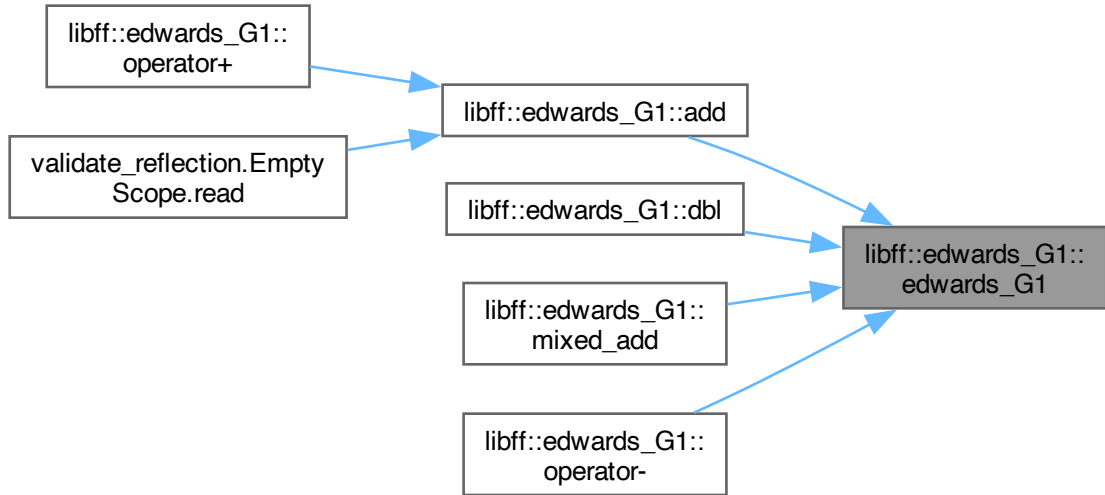 libff::edwards_G1::
operator+
libff::edwards_G1::add
validate_reflection.Empty
Scope.read
libff::edwards_G1::dbl
libff::edwards_G1::
edwards_G1
libff::edwards_G1::
mixed_add
libff::edwards_G1::
operator-